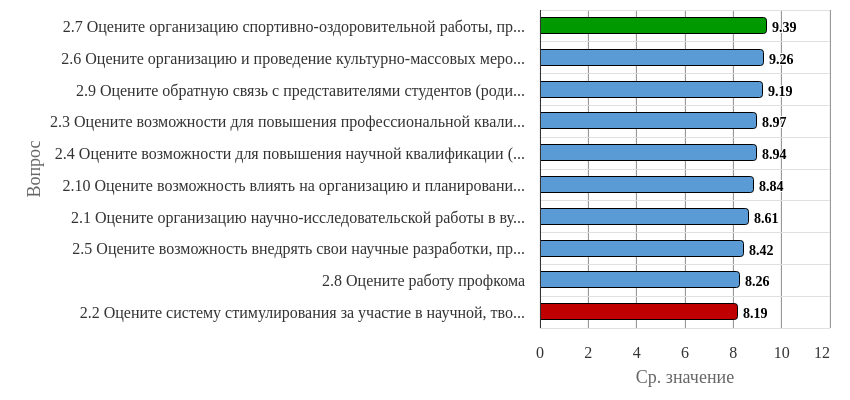 2.7 Оцените организацию спортивно-оздоровительной работы, пр... 9.39
2.6 Оцените организацию и проведение культурно-массовых меро... 9.26
2.9 Оцените обратную связь с представителями студентов (роди... 9.19
2.3 Оцените возможности для повышения профессиональной квали... 8.97
2.4 Оцените возможности для повышения научной квалификации (... 8.94
2.10 Оцените возможность влиять на организацию и планировани... 8.84
2.1 Оцените организацию научно-исследовательской работы в ву... 8.61
2.5 Оцените возможность внедрять свои научные разработки, пр... 8.42
2.8 Оцените работу профкома 8.26
2.2 Оцените систему стимулирования за участие в научной, тво... 8.19
Вопрос
0 2 4 6 8 10 12
Ср. значение